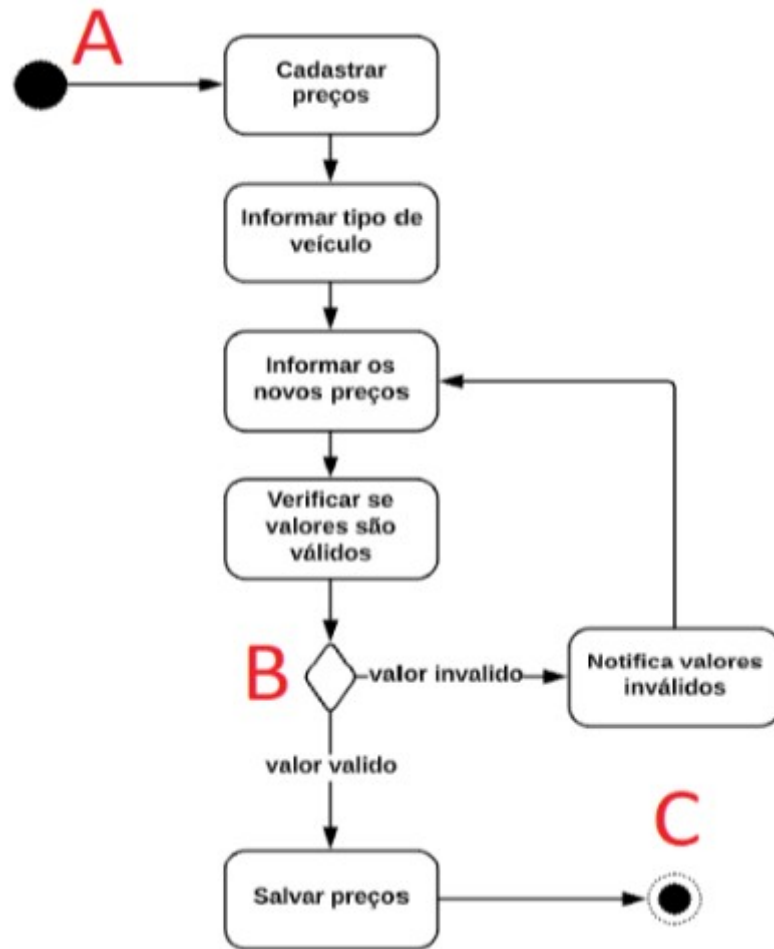 A
Cadastrar
preços
Informar tipo de
veículo
Informar os
novos preços
Verificar se
valores são
válidos
B
valor invalido
Notifica valores
inválidos
valor valido
C
Salvar preços